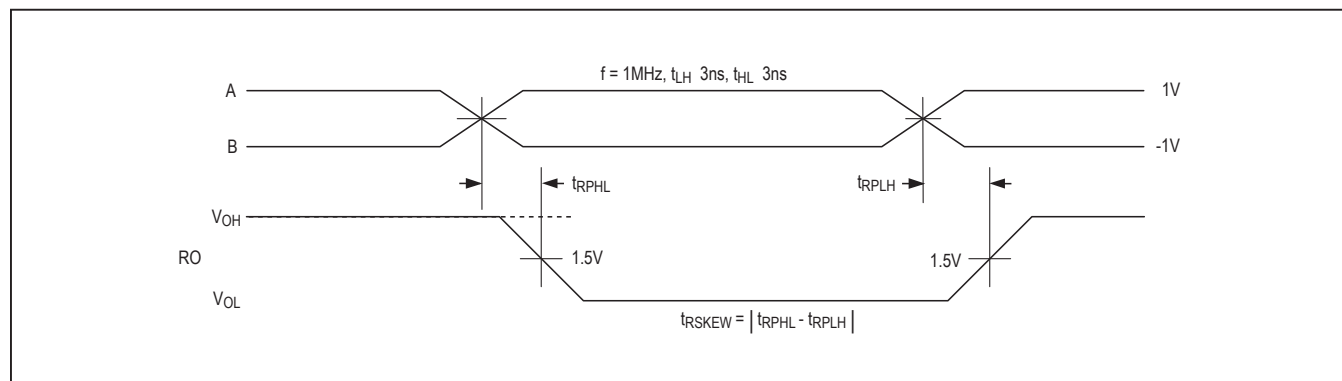 f = 1MHz, tLH 3ns, tHL 3ns
A
1V
B
-1V
tRPHL
tRPLH
VOH
RO
1.5V
1.5V
VOL
tRSKEW = | tRPHL - tRPLH |